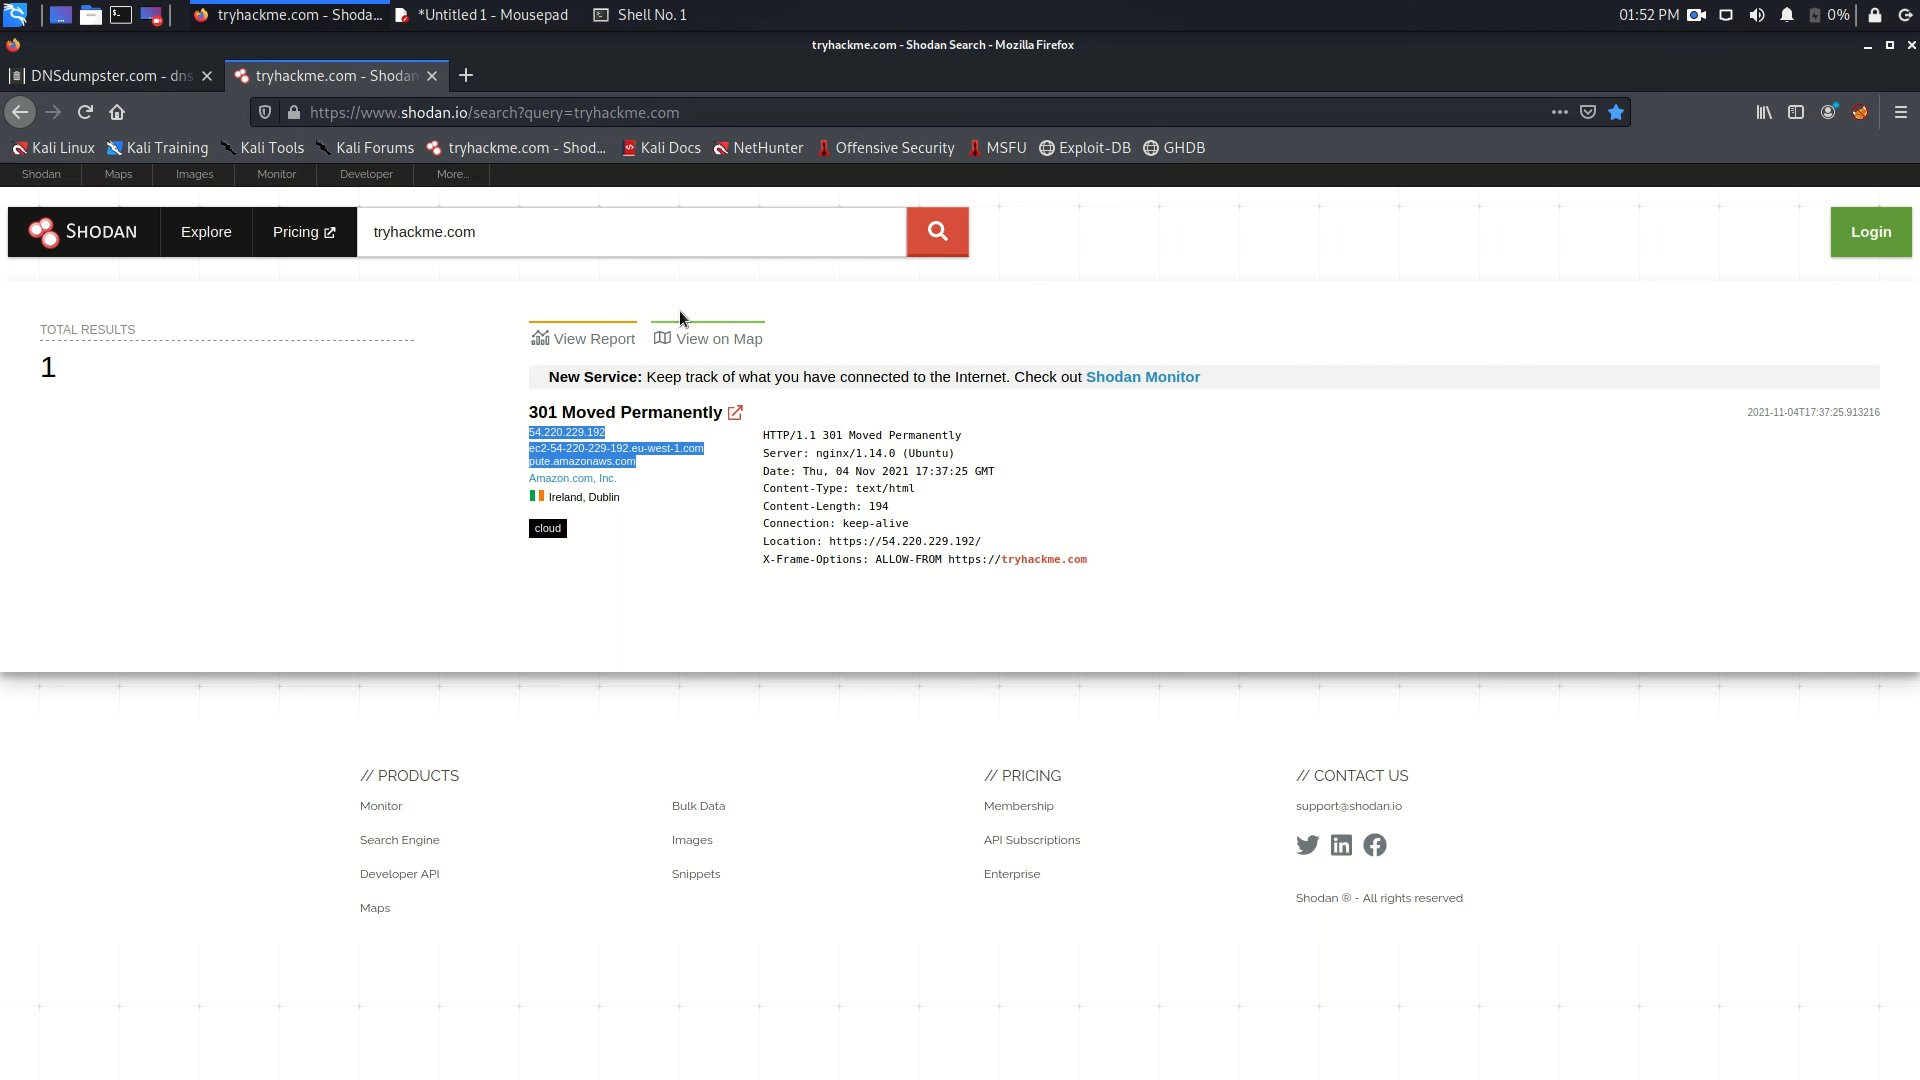 tryhackme.com - Shoda...
*Untitled 1 - Mousepad
Shell No. 1
01:52 PM
0%
tryhackme.com - Shodan Search - Mozilla Firefox
DNSdumpster.com - dns
tryhackme.com - Shodan
https://www.shodan.io/search?query=tryhackme.com
Kali Linux
Kali Training
Kali Tools
Kali Forums
tryhackme.com - Shod...
Kali Docs
NetHunter
Offensive Security
MSFU
Exploit-DB
GHDB
Shodan
Maps
Images
Monitor
Developer
More...
SHODAN
Explore
Pricing
tryhackme.com
Login
TOTAL RESULTS
1
View Report
View on Map
New Service: Keep track of what you have connected to the Internet. Check out Shodan Monitor
301 Moved Permanently
2021-11-04T17:37:25.913216
54.220.229.192
ec2-54-220-229-192.eu-west-1.com
pute.amazonaws.com
Amazon.com, Inc.
Ireland, Dublin
cloud
HTTP/1.1 301 Moved Permanently
Server: nginx/1.14.0 (Ubuntu)
Date: Thu, 04 Nov 2021 17:37:25 GMT
Content-Type: text/html
Content-Length: 194
Connection: keep-alive
Location: https://54.220.229.192/
X-Frame-Options: ALLOW-FROM https://tryhackme.com
// PRODUCTS
Monitor
Search Engine
Developer API
Maps
Bulk Data
Images
Snippets
// PRICING
Membership
API Subscriptions
Enterprise
// CONTACT US
support@shodan.io
Shodan ® - All rights reserved